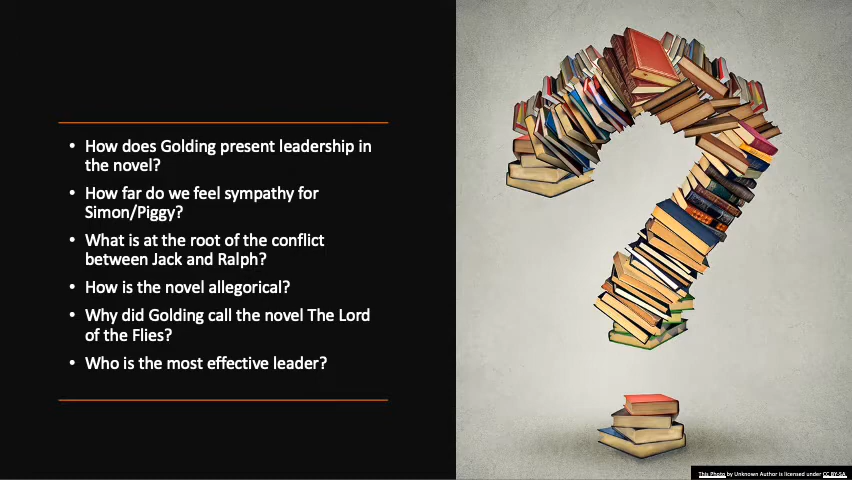 • How does Golding present leadership in
the novel?
• How far do we feel sympathy for
Simon/Piggy?
• What is at the root of the conflict
between Jack and Ralph?
• How is the novel allegorical?
• Why did Golding call the novel The Lord
of the Flies?
• Who is the most effective leader?
This Photo by Unknown Author is licensed under CC BY-SA.